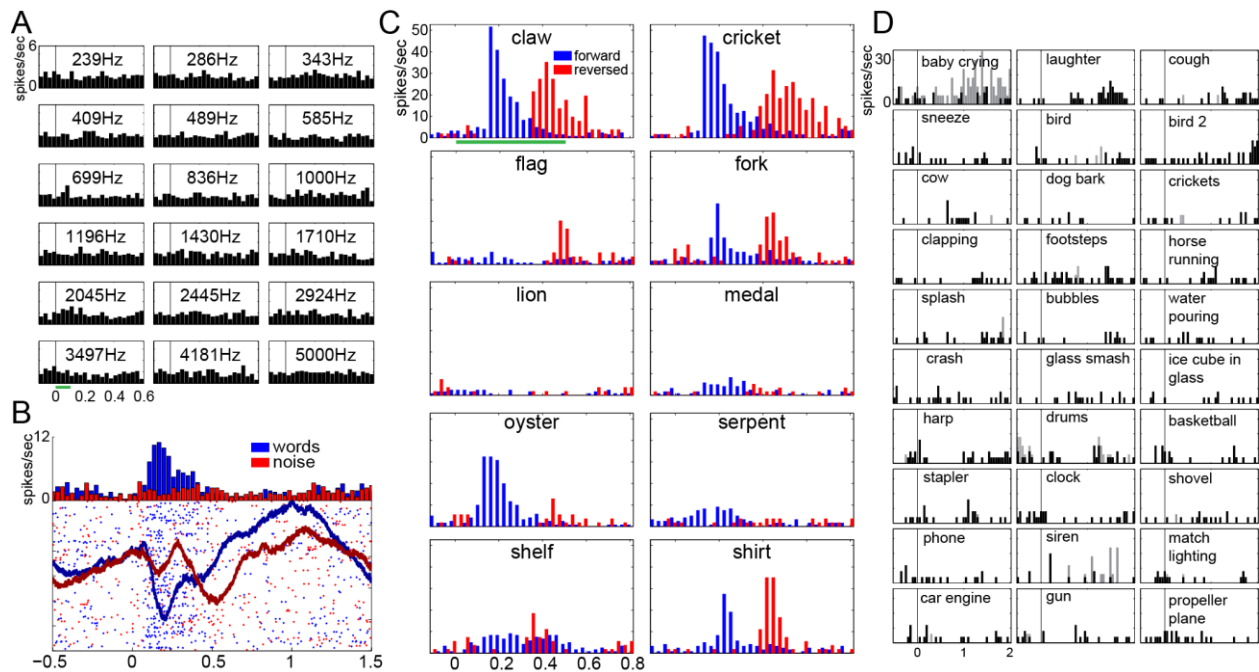 A
spikes/sec
6
0
239Hz
286Hz
343Hz
409Hz
489Hz
585Hz
699Hz
836Hz
1000Hz
1196Hz
1430Hz
1710Hz
2045Hz
2445Hz
2924Hz
3497Hz
4181Hz
5000Hz
0 0.2 0.4 0.6
B
spikes/sec
12
0
words
noise
-0.5 0 0.5 1 1.5
C
spikes/sec
50
40
30
20
10
0
claw
forward
reversed
cricket
flag
fork
lion
medal
oyster
serpent
shelf
shirt
0 0.2 0.4 0.6 0.8
D
spikes/sec
30
0
baby crying
laughter
cough
sneeze
bird
bird 2
cow
dog bark
crickets
clapping
footsteps
horse
running
splash
bubbles
water
pouring
crash
glass smash
ice cube in
glass
harp
drums
basketball
stapler
clock
shovel
phone
siren
match
lighting
car engine
gun
propeller
plane
0 1 2